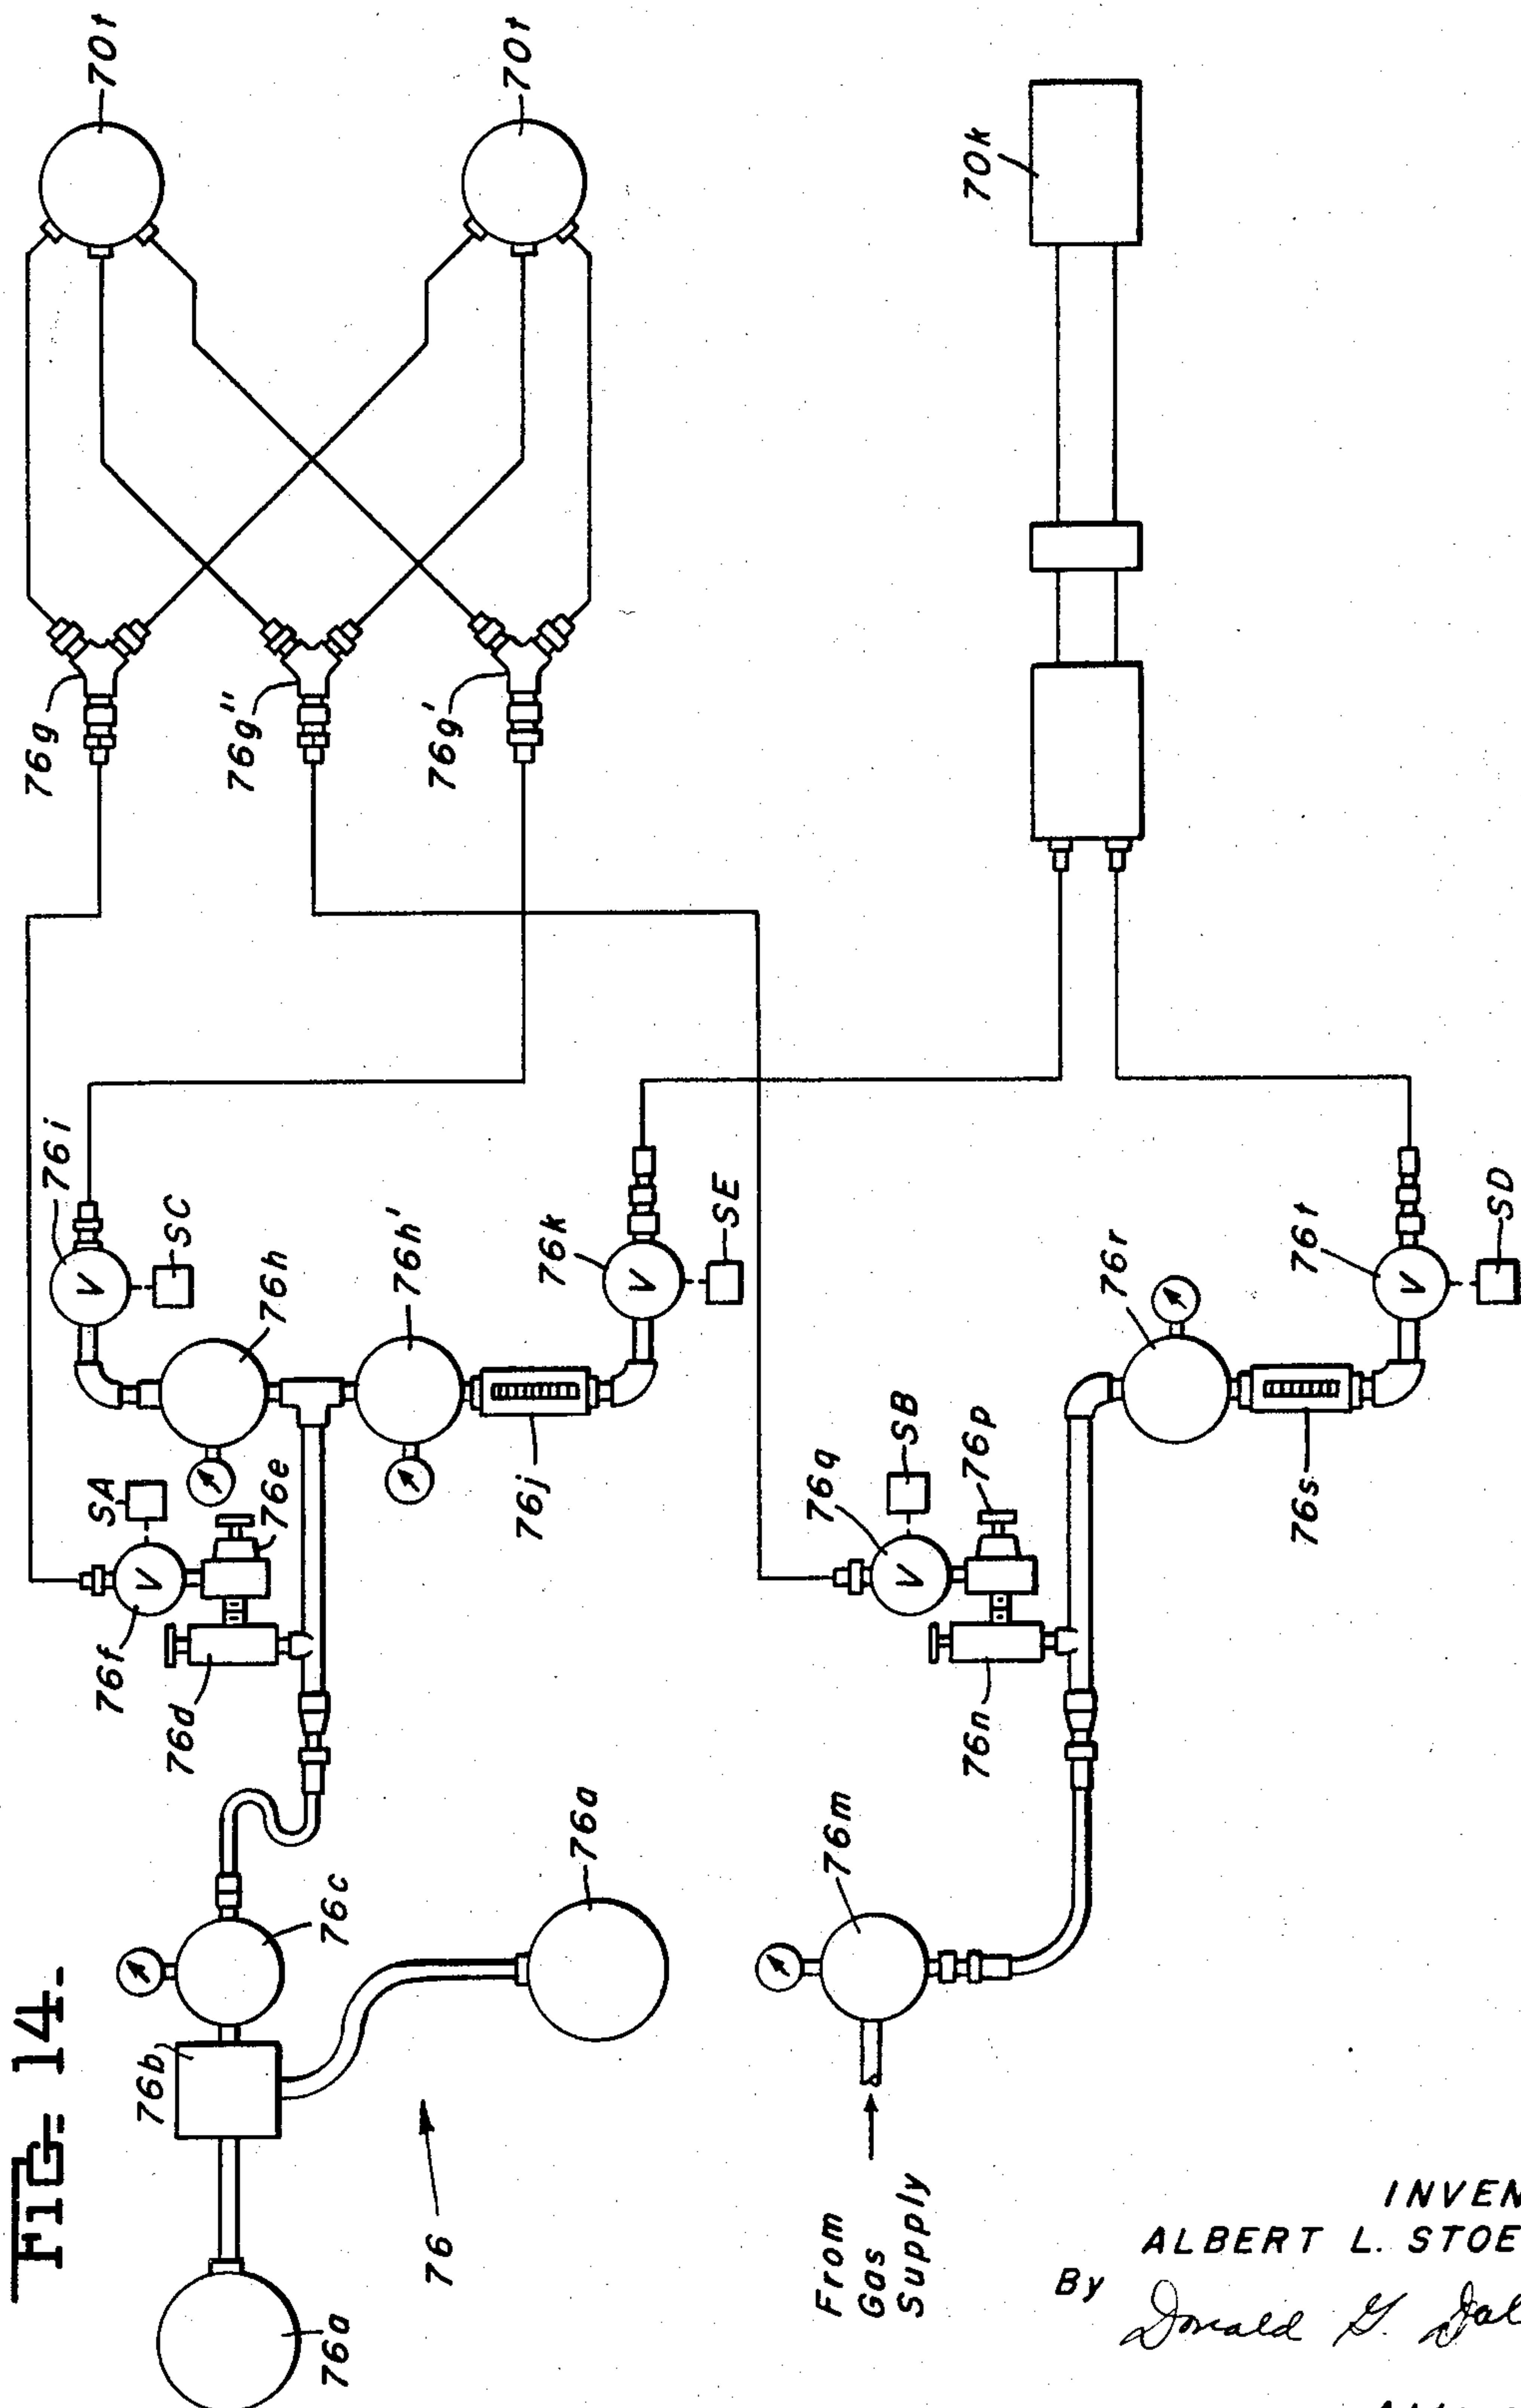 FIG. 14.
76a
76b
76c
76a
76
76d
76e
76f
SA
76h
76i
SC
76h'
76j
76k
SE
76g
76g''
76g'
70t
70t
From
Gas
Supply
76m
76n
76p
76q
SB
76r
76s
76t
SD
70k
ALBERT L.
By
Donald G.